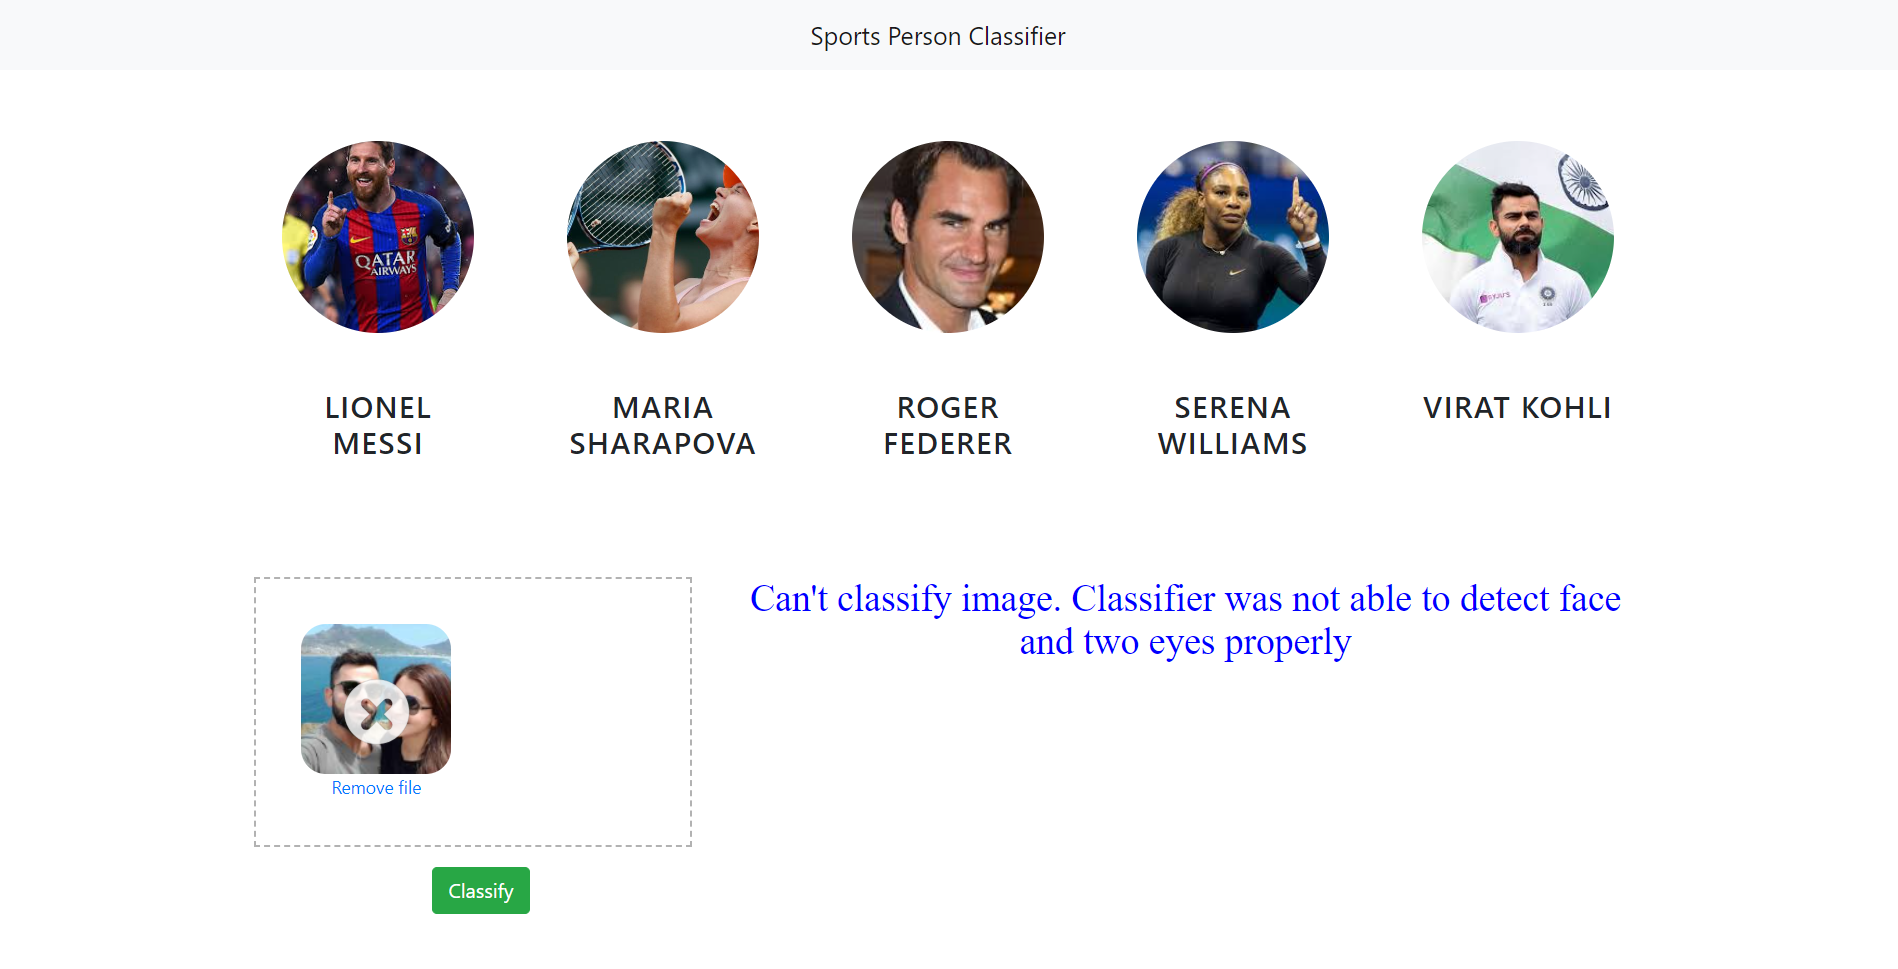 Sports Person Classifier
QATAR
AIRWAYS
BYJU'S
LIONEL
MESSI
MARIA
SHARAPOVA
ROGER
FEDERER
SERENA
WILLIAMS
VIRAT KOHLI
Can't classify image. Classifier was not able to detect face
and two eyes properly
Remove file
Classify